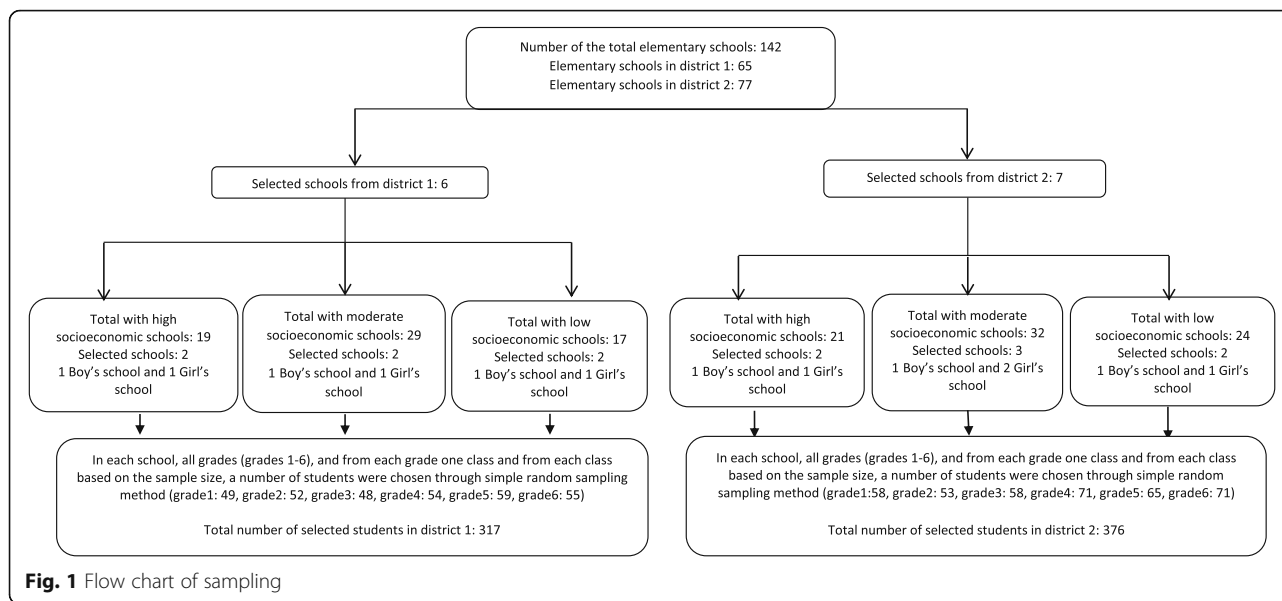 Number of the total elementary schools: 142
Elementary schools in district 1: 65
Elementary schools in district 2: 77
Selected schools from district 1: 6
Selected schools from district 2: 7
Total with high
socioeconomic schools: 19
Selected schools: 2
1 Boy's school and 1 Girl's
school
Total with moderate
socioeconomic schools: 29
Selected schools: 2
1 Boy's school and 1 Girl's
school
Total with low
socioeconomic schools: 17
Selected schools: 2
1 Boy's school and 1 Girl's
school
Total with high
socioeconomic schools: 21
Selected schools: 2
1 Boy's school and 1 Girl's
school
Total with moderate
socioeconomic schools: 32
Selected schools: 3
1 Boy's school and 2 Girl's
school
Total with low
socioeconomic schools: 24
Selected schools: 2
1 Boy's school and 1 Girl's
school
In each school, all grades (grades 1-6), and from each grade one class and from each class
based on the sample size, a number of students were chosen through simple random sampling
method (grade1: 49, grade2: 52, grade3: 48, grade4: 54, grade5: 59, grade6: 55)
Total number of selected students in district 1: 317
In each school, all grades (grades 1-6), and from each grade one class and from each class
based on the sample size, a number of students were chosen through simple random
sampling method (grade1:58, grade2: 53, grade3: 58, grade4: 71, grade5: 65, grade6: 71)
Total number of selected students in district 2: 376
Fig. 1 Flow chart of sampling